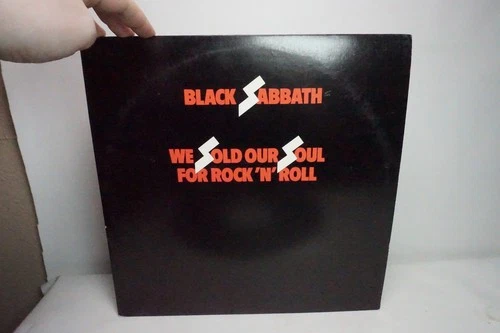 BLACK SABBATH
WE SOLD OUR SOUL
FOR ROCK 'N' ROLL